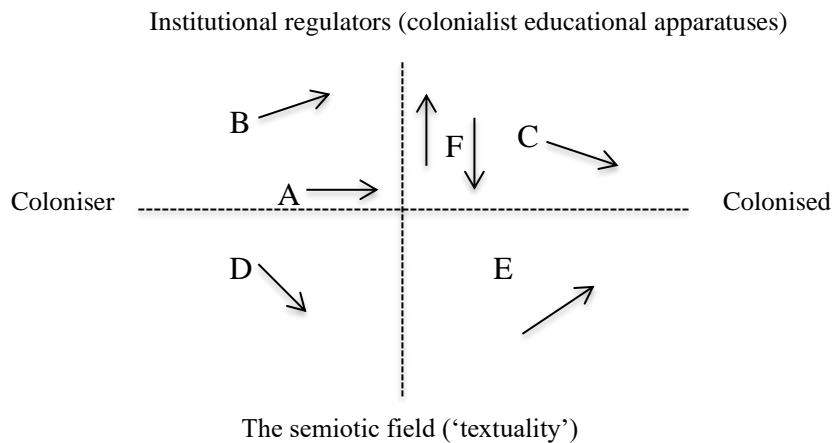 Institutional regulators (colonialist educational apparatuses)
B
F
C
A
Coloniser
Colonised
D
E
The semiotic field (‘textuality’)